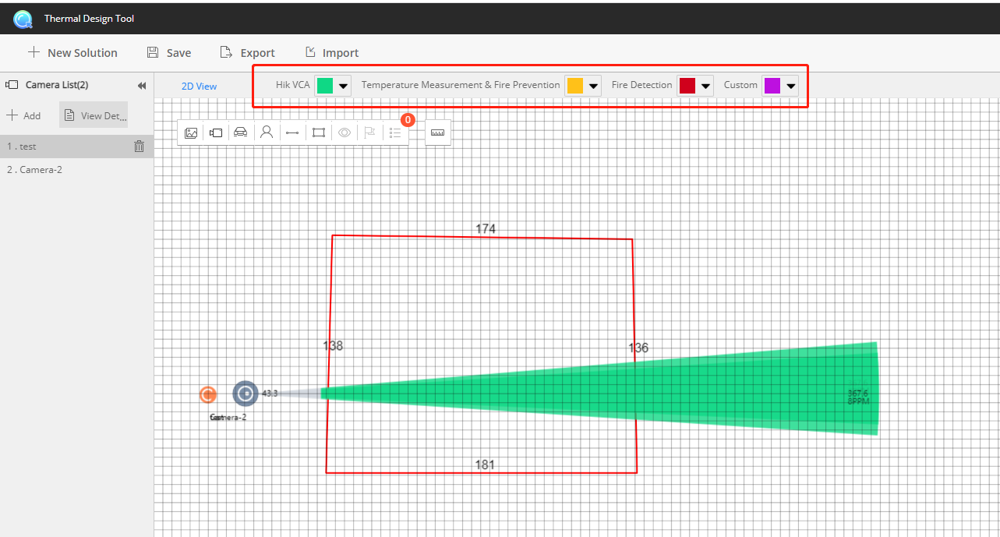 Thermal Design Tool
New Solution Save Export Import
Camera List(2)
2D View Hik VCA Temperature Measurement & Fire Prevention Fire Detection Custom
Add View Det...
0
1 . test
2 . Camera-2
174
138
136
43.3
367.6
8PPM
Camera-2
181